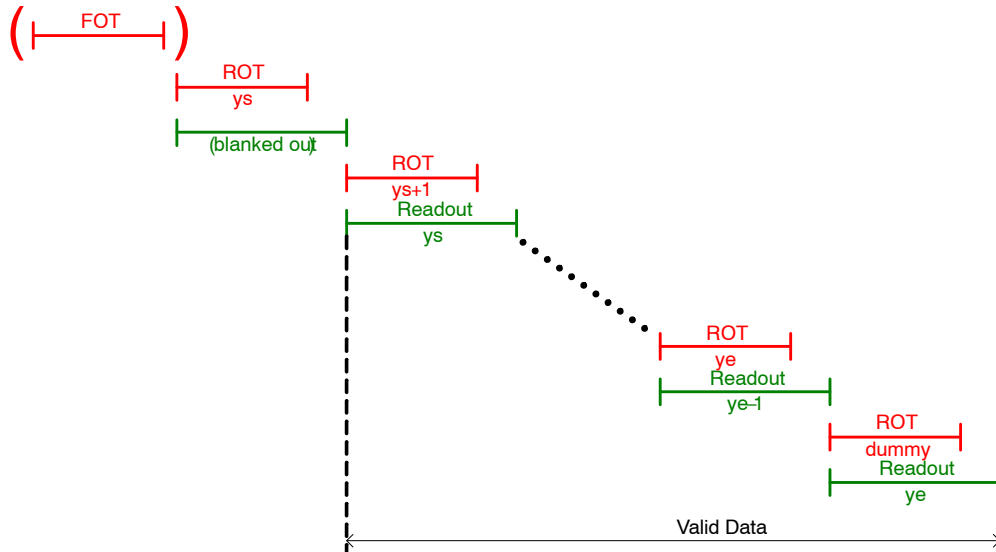 ( FOT )
ROT
ys
(blanked out)
ROT
ys+1
Readout
ys
ROT
ye
Readout
ye–1
ROT
dummy
Readout
ye
Valid Data